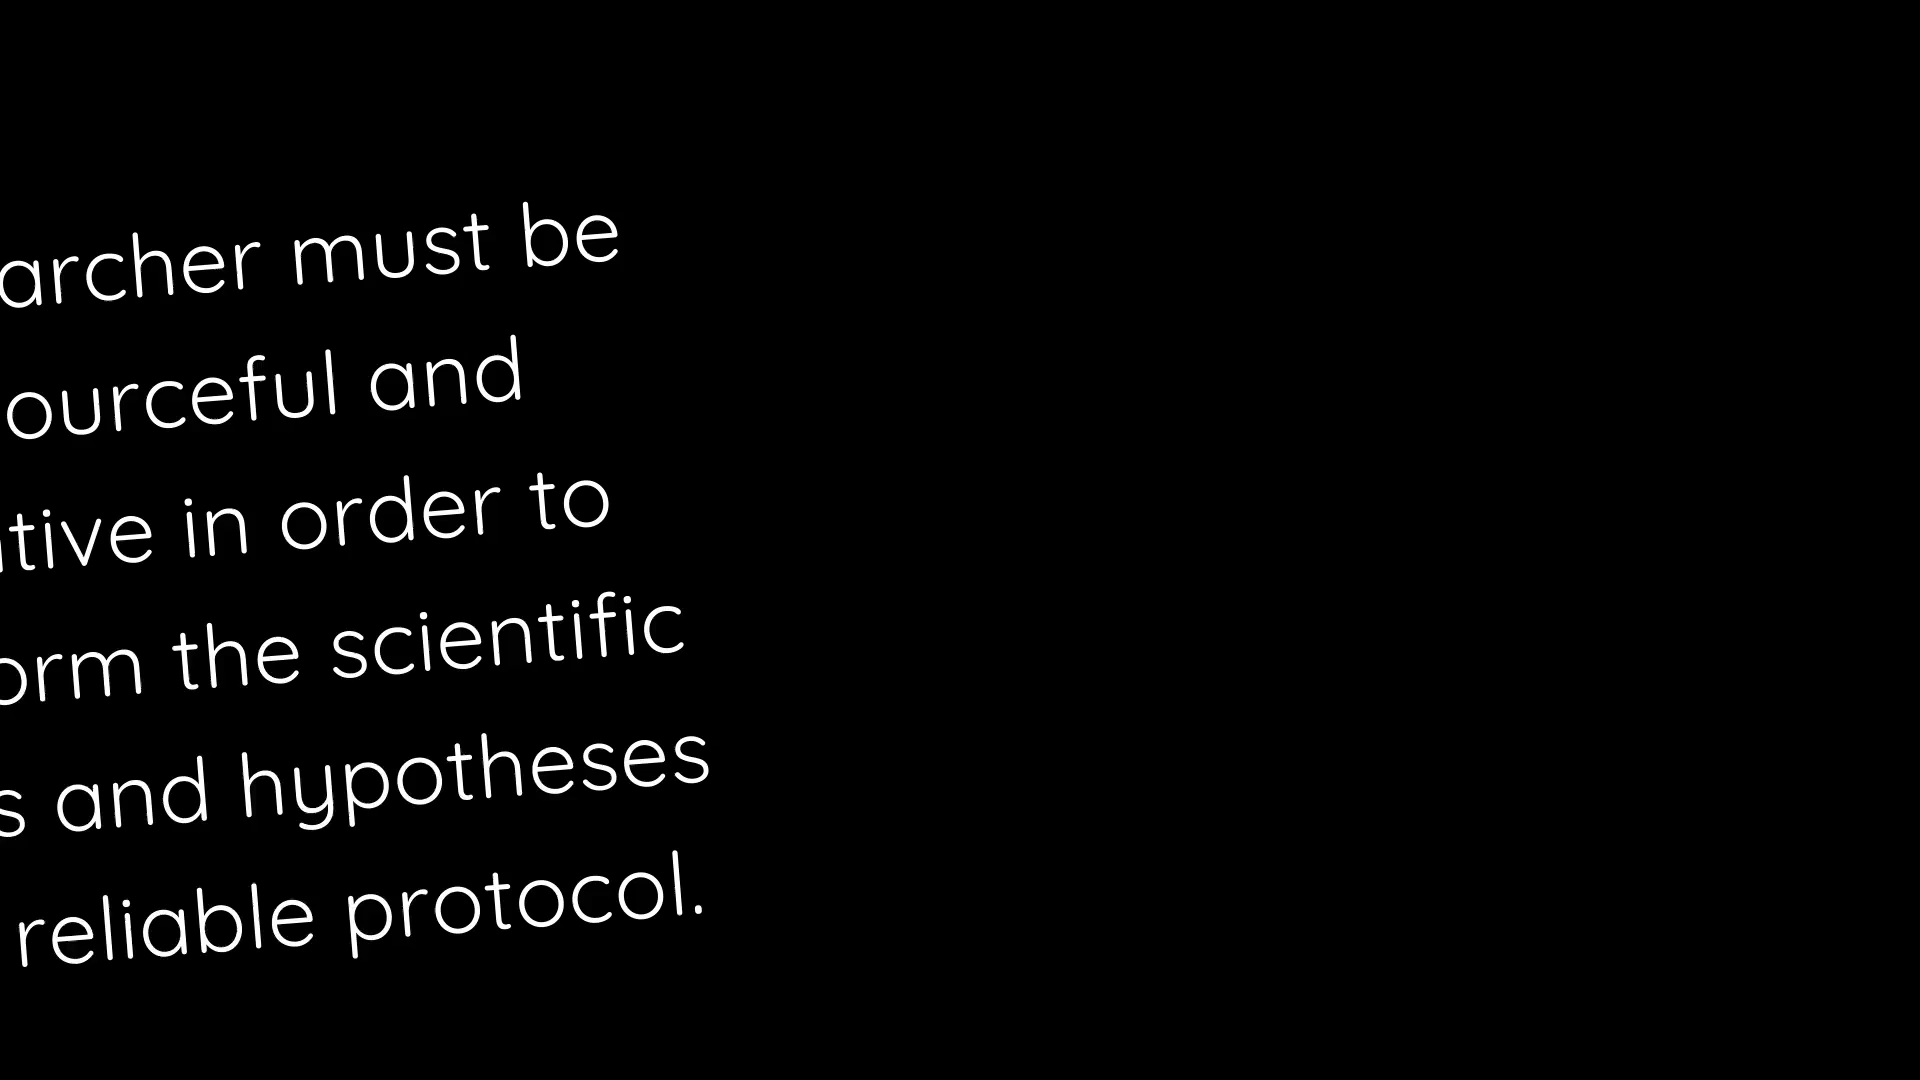 archer must be
ourceful and
tive in order to
orm the scientific
s and hypotheses
reliable protocol.